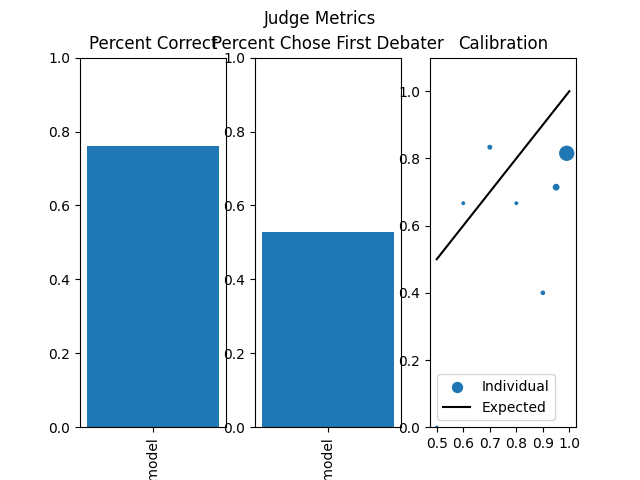 Judge Metrics
Percent Correct
Percent Chose First Debater
Calibration
1.0
0.8
0.6
0.4
0.2
0.0
model
1.0
0.8
0.6
0.4
0.2
0.0
model
1.0
0.8
0.6
0.4
0.2
0.0
0.5 0.6 0.7 0.8 0.9 1.0
Individual
Expected